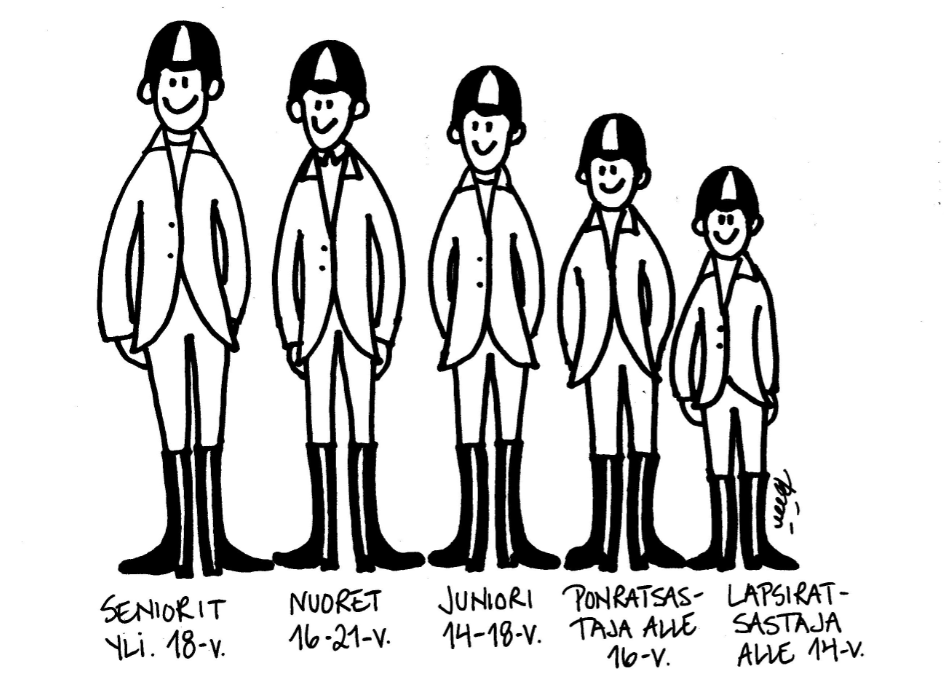 SENIORIT
YLI. 18-V.
NUORET
16-21-V.
JUNIORI
14-18-V.
PONRATSAS-
TAJA ALLE
16-V.
LAPSIRAT-
SASTAJA
ALLE 14-V.